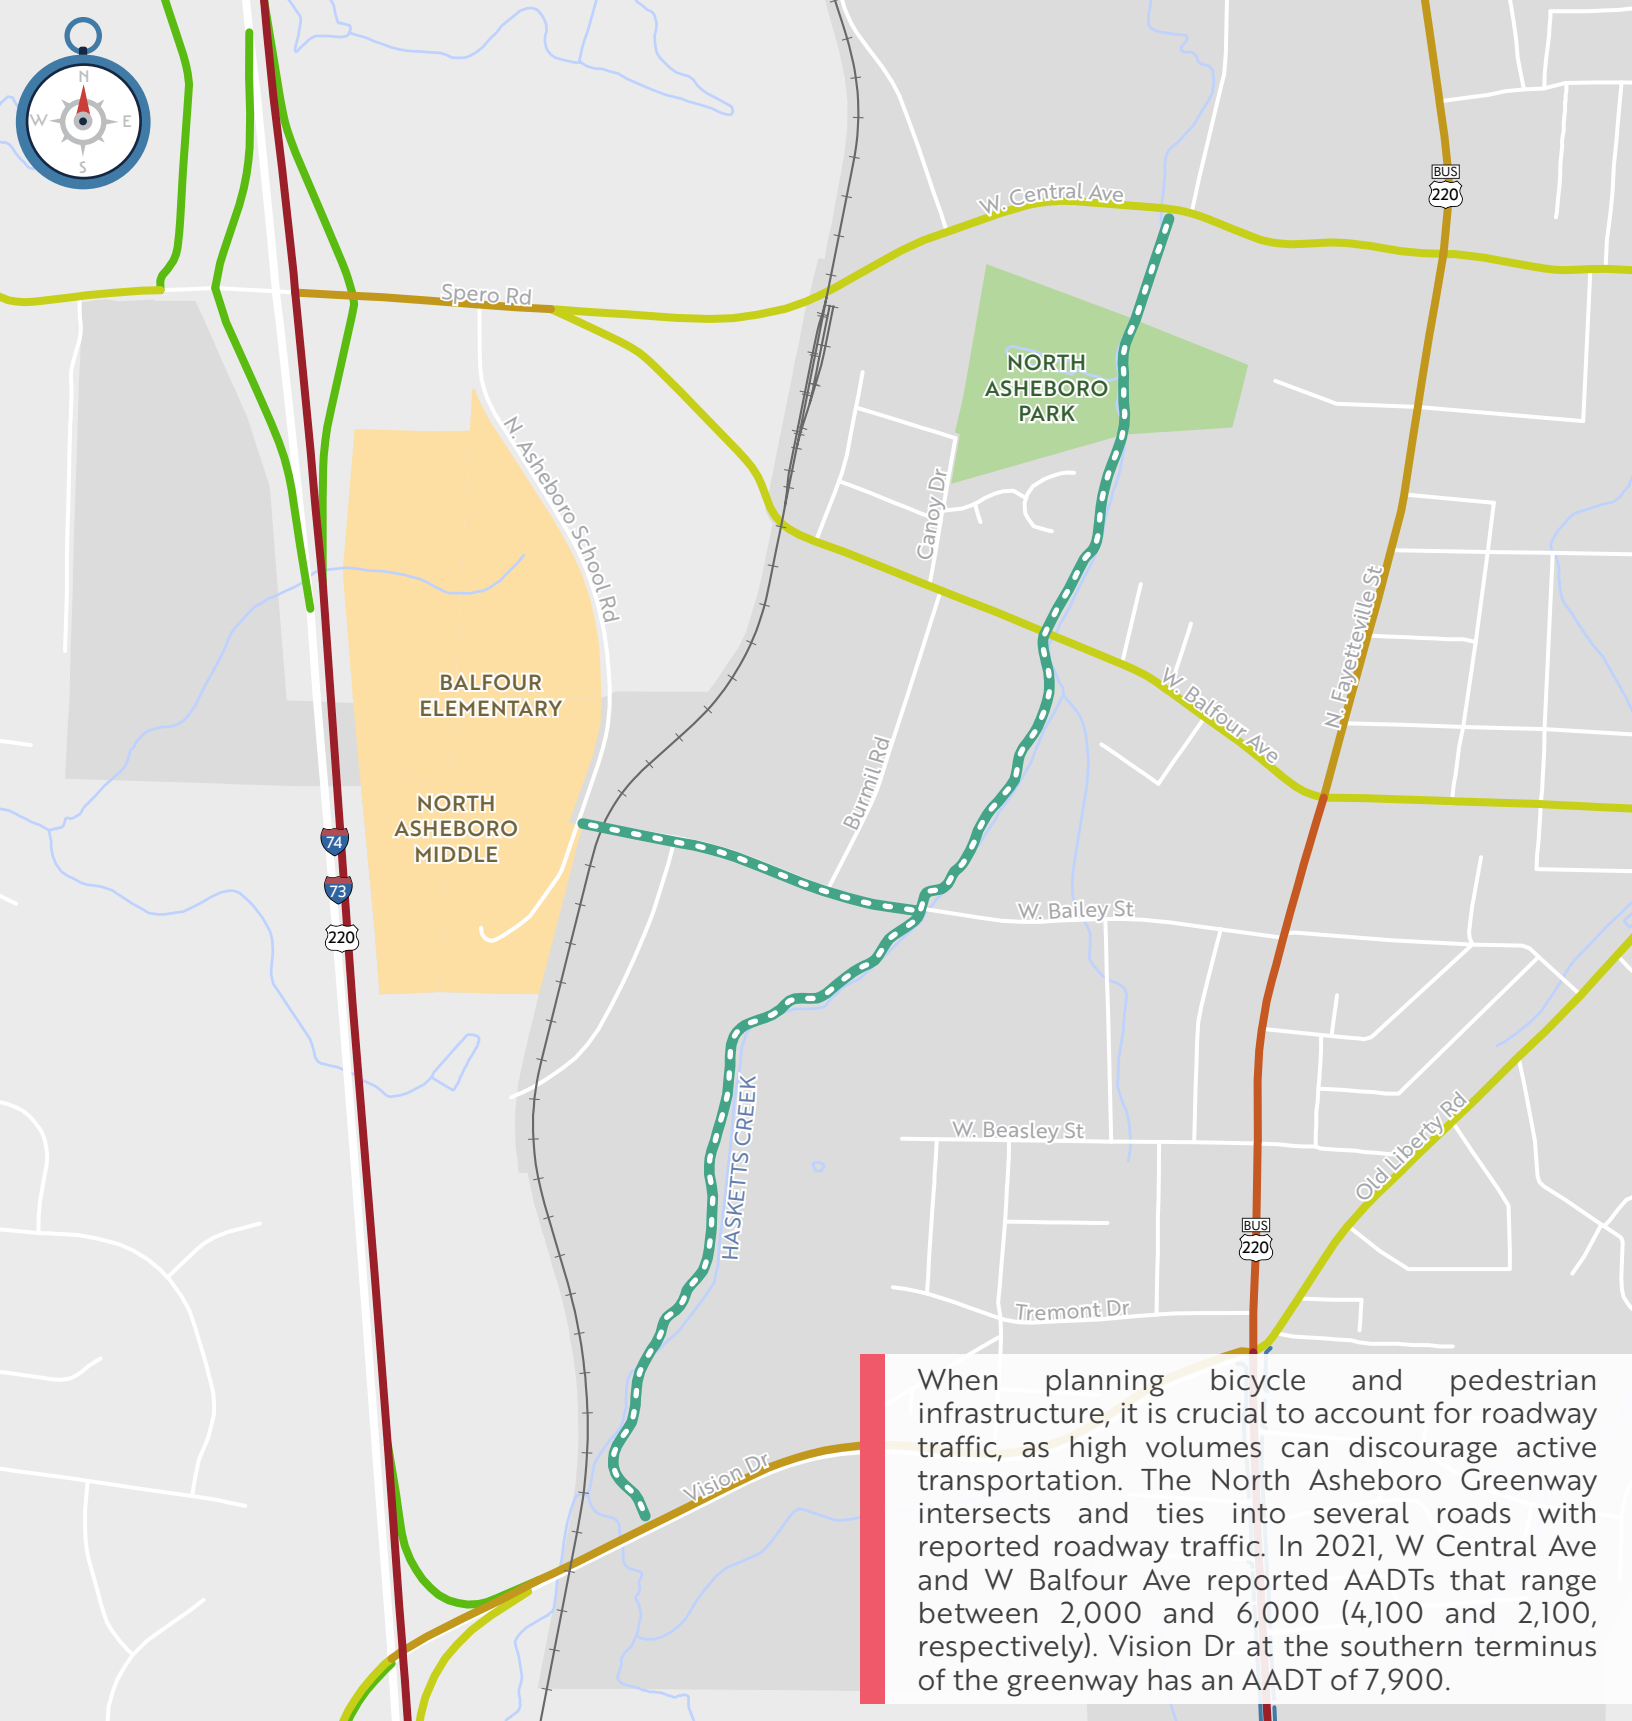 N
W
E
S
BUS
220
W. Central Ave
Spero Rd
NORTH
ASHEBORO
PARK
N. Asheboro School Rd
Canoy Dr
N. Fayetteville St
BALFOUR
ELEMENTARY
W. Balfour Ave
Burmil Rd
NORTH
ASHEBORO
MIDDLE
74
73
220
W. Bailey St
HASKETTS CREEK
W. Beasley St
Old Liberty Rd
BUS
220
Tremont Dr
Vision Dr
When planning bicycle and pedestrian
infrastructure, it is crucial to account for roadway
traffic, as high volumes can discourage active
transportation. The North Asheboro Greenway
intersects and ties into several roads with
reported roadway traffic. In 2021, W Central Ave
and W Balfour Ave reported AADTs that range
between 2,000 and 6,000 (4,100 and 2,100,
respectively). Vision Dr at the southern terminus
of the greenway has an AADT of 7,900.